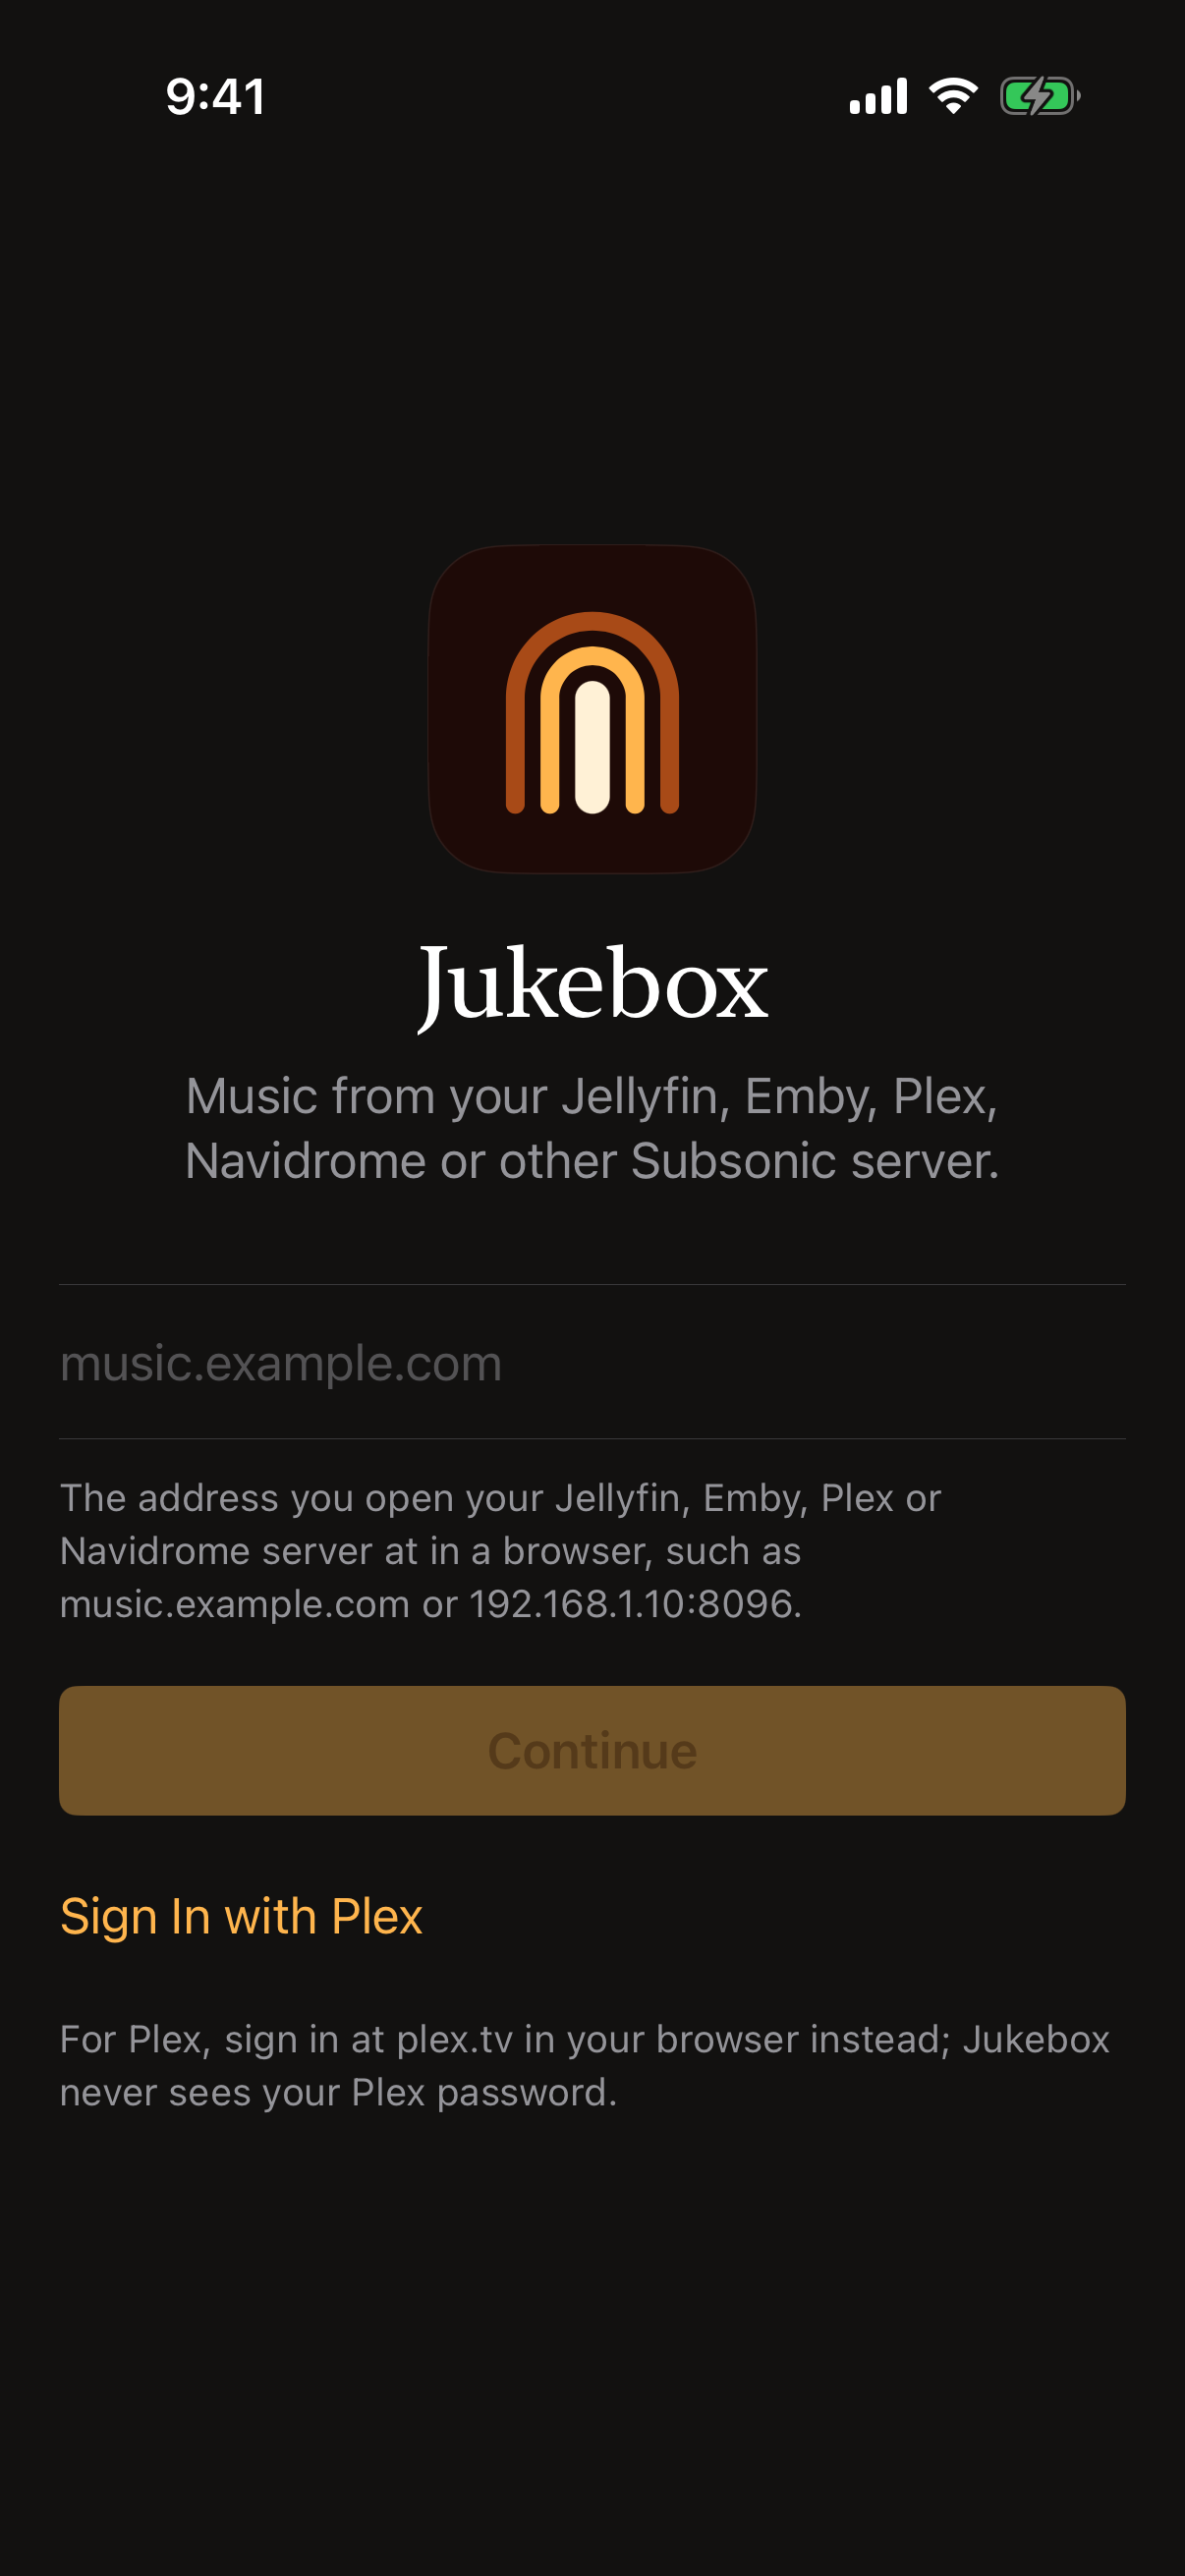 9:41
Jukebox
Music from your Jellyfin, Emby, Plex,
Navidrome or other Subsonic server.
music.example.com
The address you open your Jellyfin, Emby, Plex or
Navidrome server at in a browser, such as
music.example.com or 192.168.1.10:8096.
Continue
Sign In with Plex
For Plex, sign in at plex.tv in your browser instead; Jukebox
never sees your Plex password.